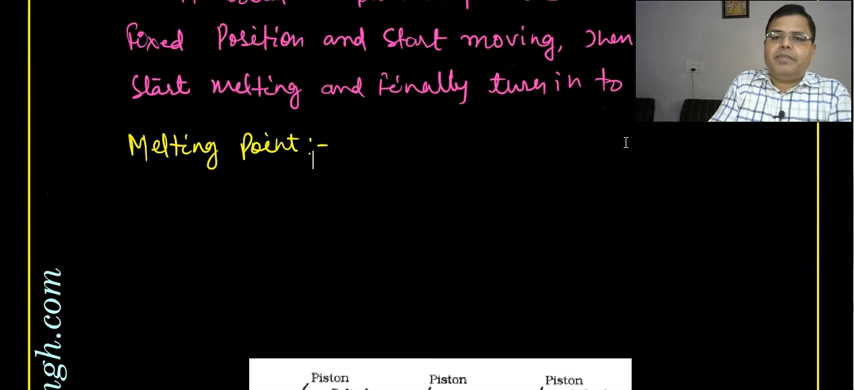 Fixed Position and start moving, then
start melting and finally turn in to
Melting Point :-
ngh.com
Piston
Piston
Piston